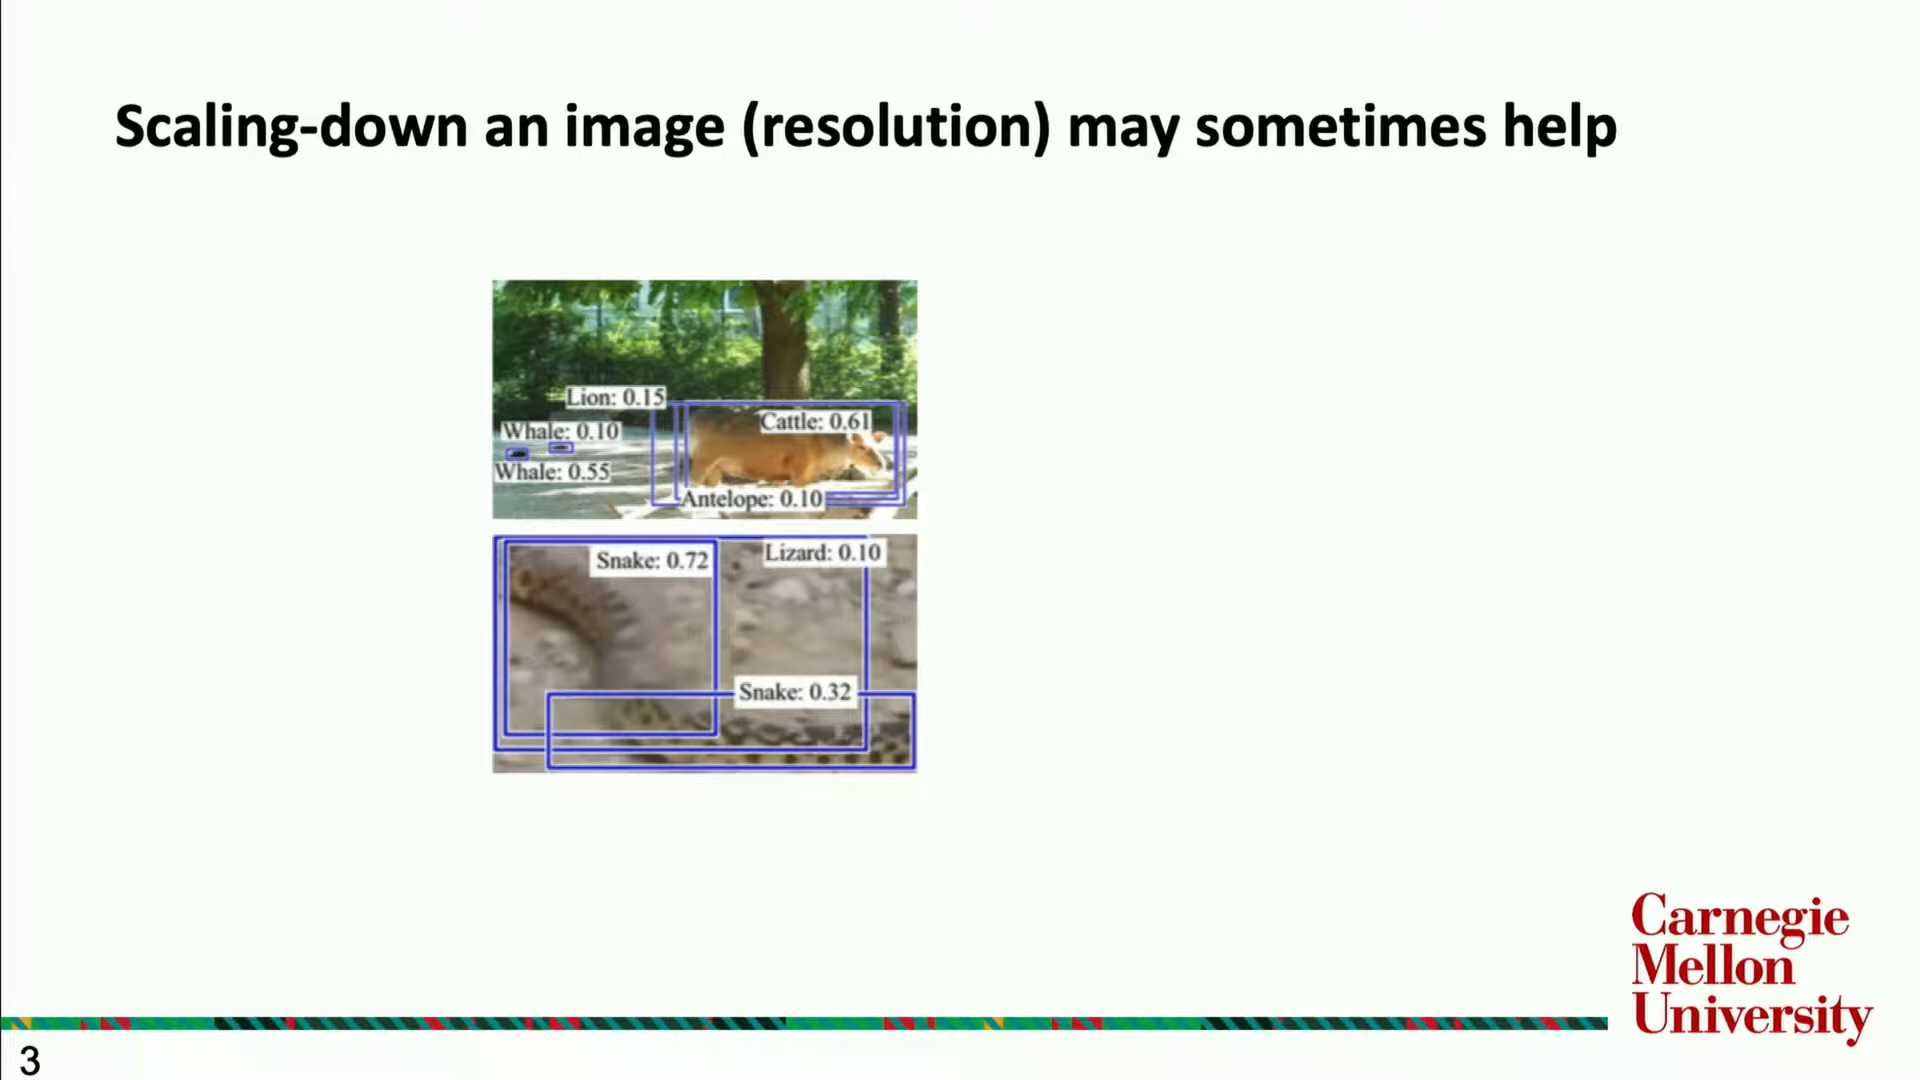 Scaling-down an image (resolution) may sometimes help
Lion: 0.15
Cattle: 0.61
Whale: 0.10
Whale: 0.55
Antelope: 0.10
Snake: 0.72
Lizard: 0.10
Snake: 0.32
Carnegie
Mellon
University
3